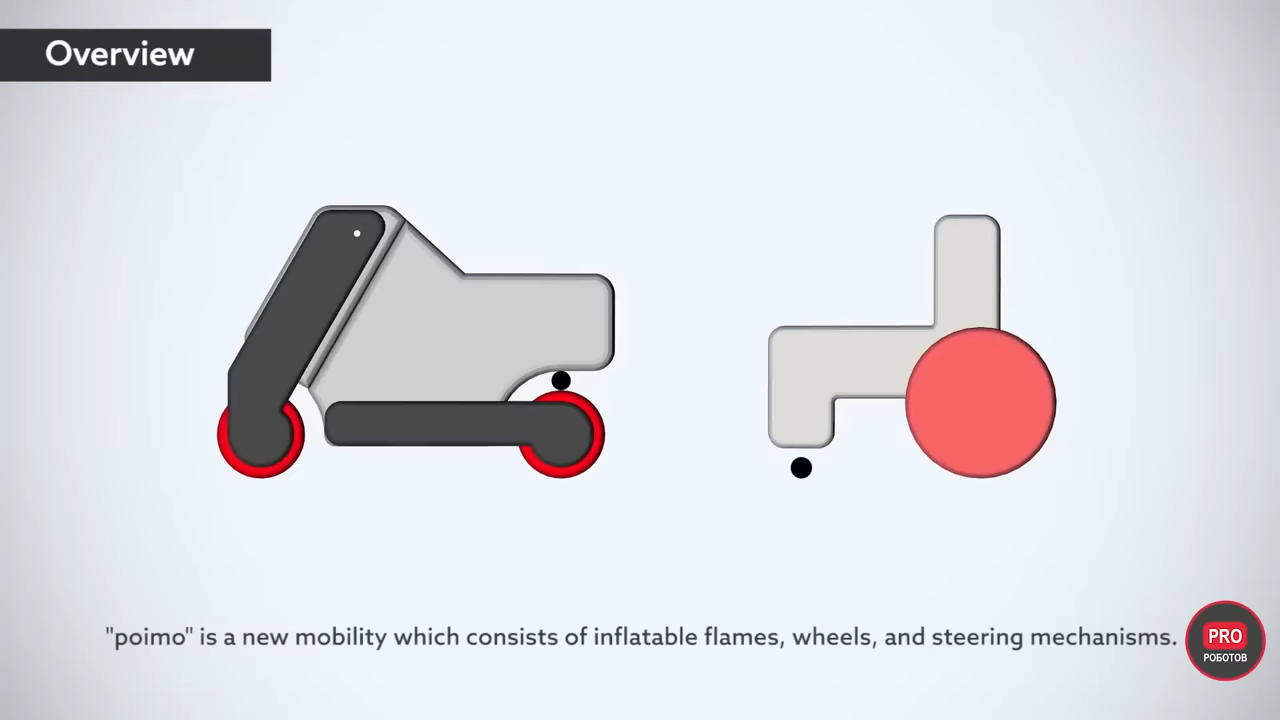 Overview
"poimo" is a new mobility which consists of inflatable flames, wheels, and steering mechanisms.
PRO
РОБОТОВ